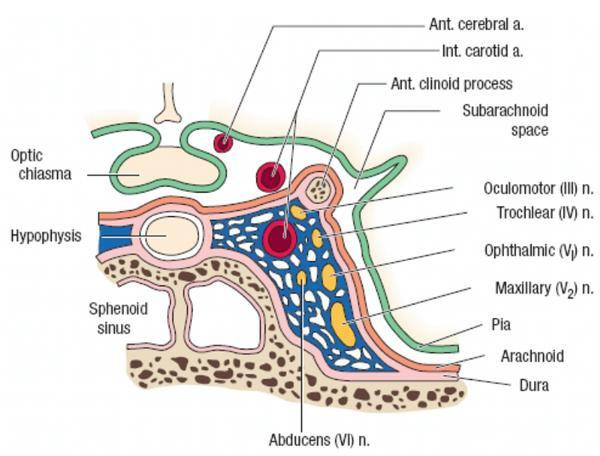 Ant. cerebral a.
Int. carotid a.
Ant. clinoid process
Subarachnoid
space
Optic
chiasma
Oculomotor (III) n.
Trochlear (IV) n.
Hypophysis
Ophthalmic (V₁) n.
Maxillary (V₂) n.
Sphenoid
sinus
Pia
Arachnoid
Dura
Abducens (VI) n.